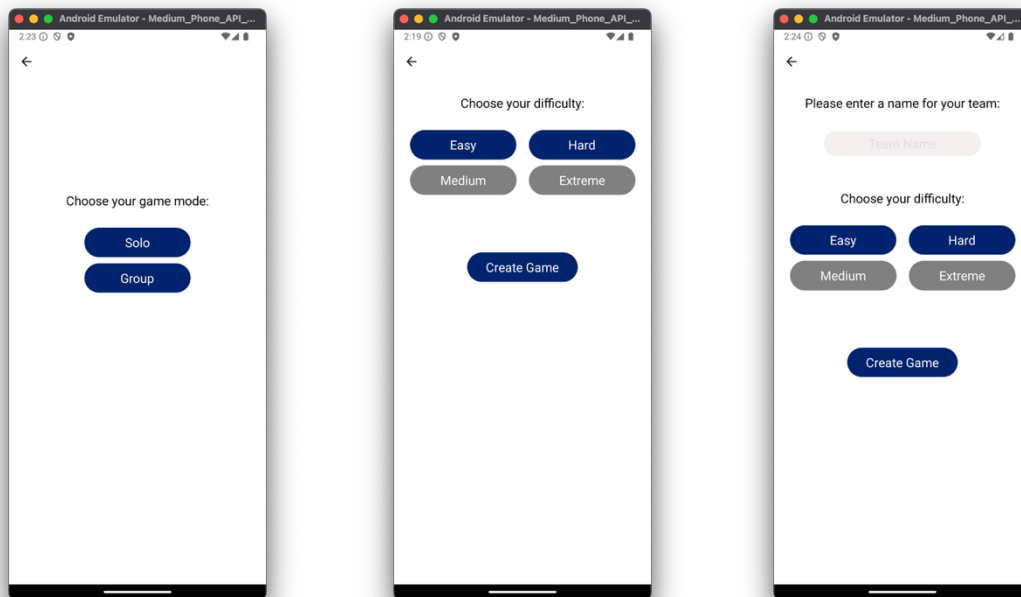 Android Emulator - Medium_Phone_API_...
2:23
Choose your game mode:
Solo
Group
Android Emulator - Medium_Phone_API_...
2:19
Choose your difficulty:
Easy Hard
Medium Extreme
Create Game
Android Emulator - Medium_Phone_API_...
2:24
Please enter a name for your team:
Team Name
Choose your difficulty:
Easy Hard
Medium Extreme
Create Game